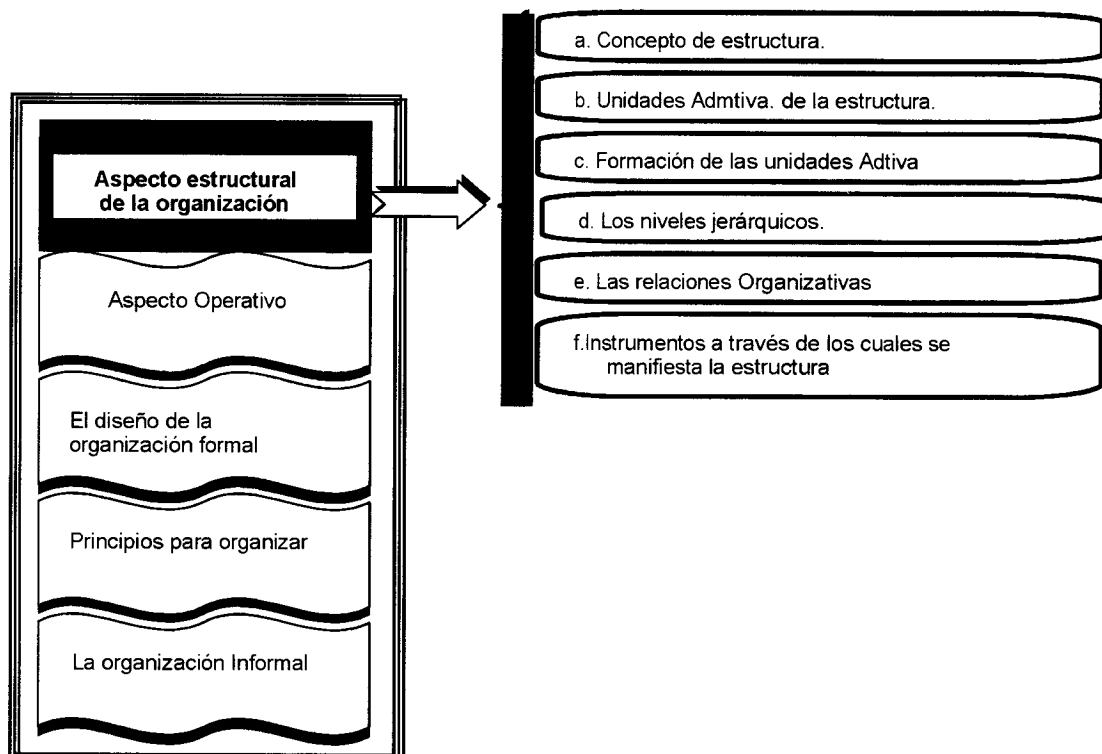 Aspecto estructural
de la organización
Aspecto Operativo
El diseño de la
organización formal
Principios para organizar
La organización Informal
a. Concepto de estructura.
b. Unidades Admtiva. de la estructura.
c. Formación de las unidades Adtiva
d. Los niveles jerárquicos.
e. Las relaciones Organizativas
f.Instrumentos a través de los cuales se
manifiesta la estructura